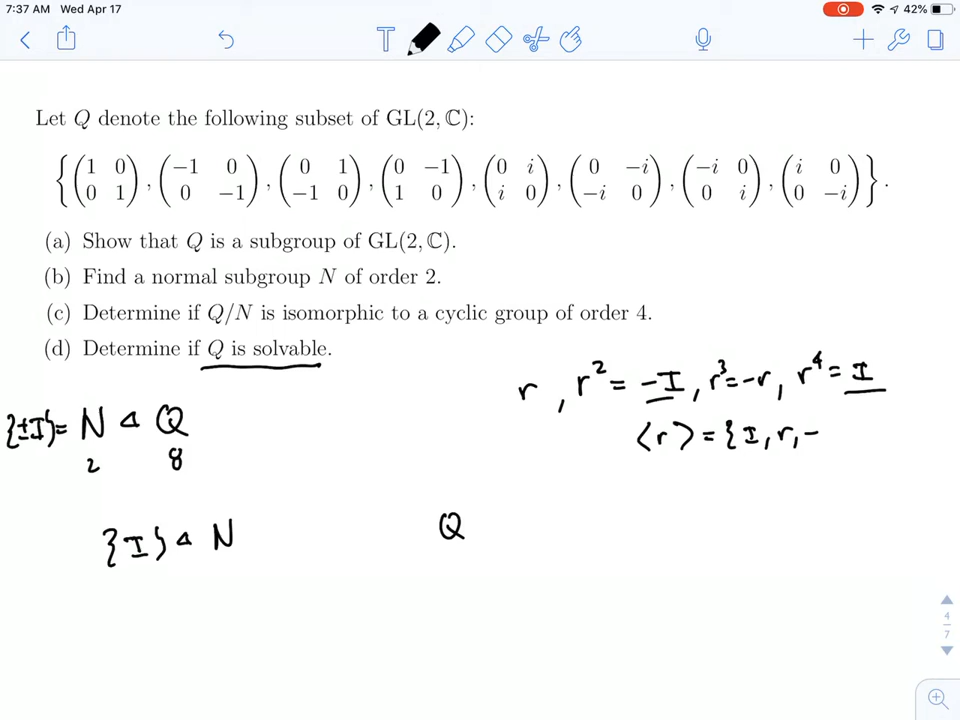 7:37 AM Wed Apr 17 42%
T
Let Q denote the following subset of GL(2, ℂ):
{(1 0; 0 1), (−1 0; 0 −1), (0 1; −1 0), (0 −1; 1 0), (0 i; i 0), (0 −i; −i 0), (−i 0; 0 i), (i 0; 0 −i)}.
(a) Show that Q is a subgroup of GL(2, ℂ).
(b) Find a normal subgroup N of order 2.
(c) Determine if Q/N is isomorphic to a cyclic group of order 4.
(d) Determine if Q is solvable.
r, r² = −I, r³ = −r, r⁴ = I
⟨r⟩ = {I, r, −
{±I} = N ◁ Q
2 8
{I} ◁ N Q
4/7